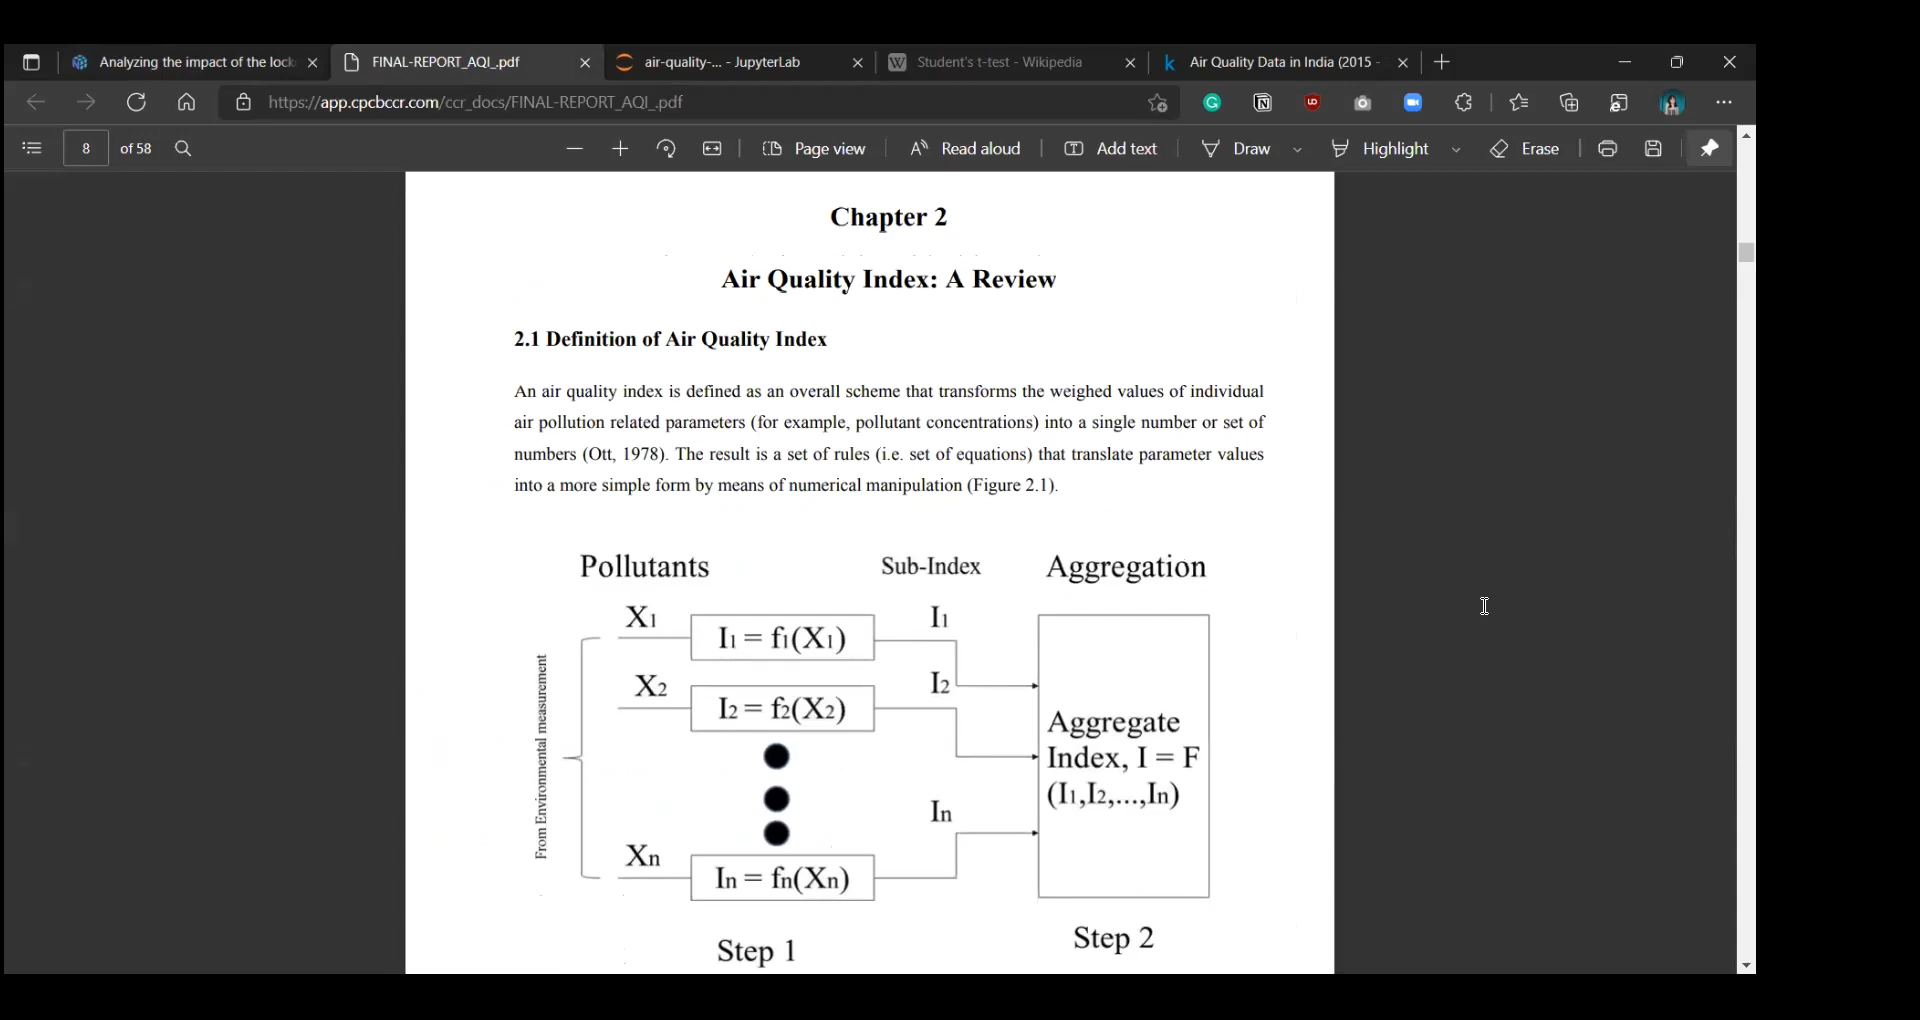 Analyzing the impact of the lock
FINAL-REPORT_AQI_.pdf
air-quality-... - JupyterLab
Student's t-test - Wikipedia
Air Quality Data in India (2015 -
https://app.cpcbccr.com/ccr_docs/FINAL-REPORT_AQI_.pdf
8 of 58
Page view
Read aloud
Add text
Draw
Highlight
Erase
Chapter 2
Air Quality Index: A Review
2.1 Definition of Air Quality Index
An air quality index is defined as an overall scheme that transforms the weighed values of individual
air pollution related parameters (for example, pollutant concentrations) into a single number or set of
numbers (Ott, 1978). The result is a set of rules (i.e. set of equations) that translate parameter values
into a more simple form by means of numerical manipulation (Figure 2.1).
Pollutants
Sub-Index
Aggregation
From Environmental measurement
X1
I1 = f1(X1)
I1
X2
I2 = f2(X2)
I2
Xn
In = fn(Xn)
In
Aggregate
Index, I = F
(I1,I2,...,In)
Step 1
Step 2